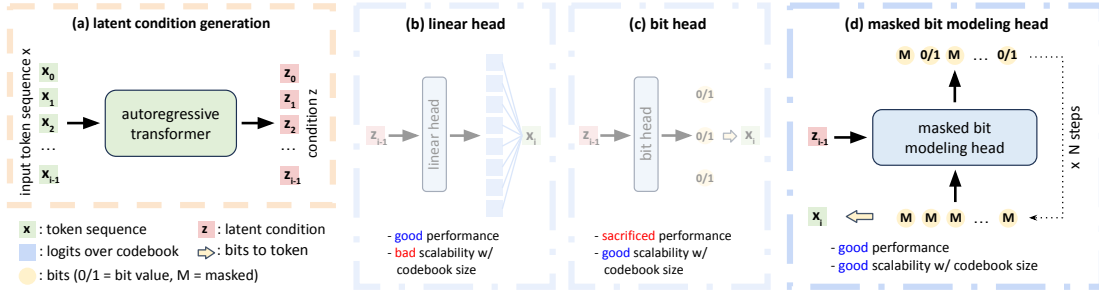 (a) latent condition generation
input token sequence x
x0
x1
x2
...
xi-1
autoregressive
transformer
z0
z1
z2
...
zi-1
condition z
x : token sequence
z : latent condition
: logits over codebook
: bits to token
: bits (0/1 = bit value, M = masked)
(b) linear head
zi-1
linear head
xi
- good performance
- bad scalability w/
codebook size
(c) bit head
zi-1
bit head
0/1
0/1
0/1
xi
- sacrificed performance
- good scalability w/
codebook size
(d) masked bit modeling head
M 0/1 M ... 0/1
zi-1
masked bit
modeling head
x N steps
xi
M M M ... M
- good performance
- good scalability w/ codebook size